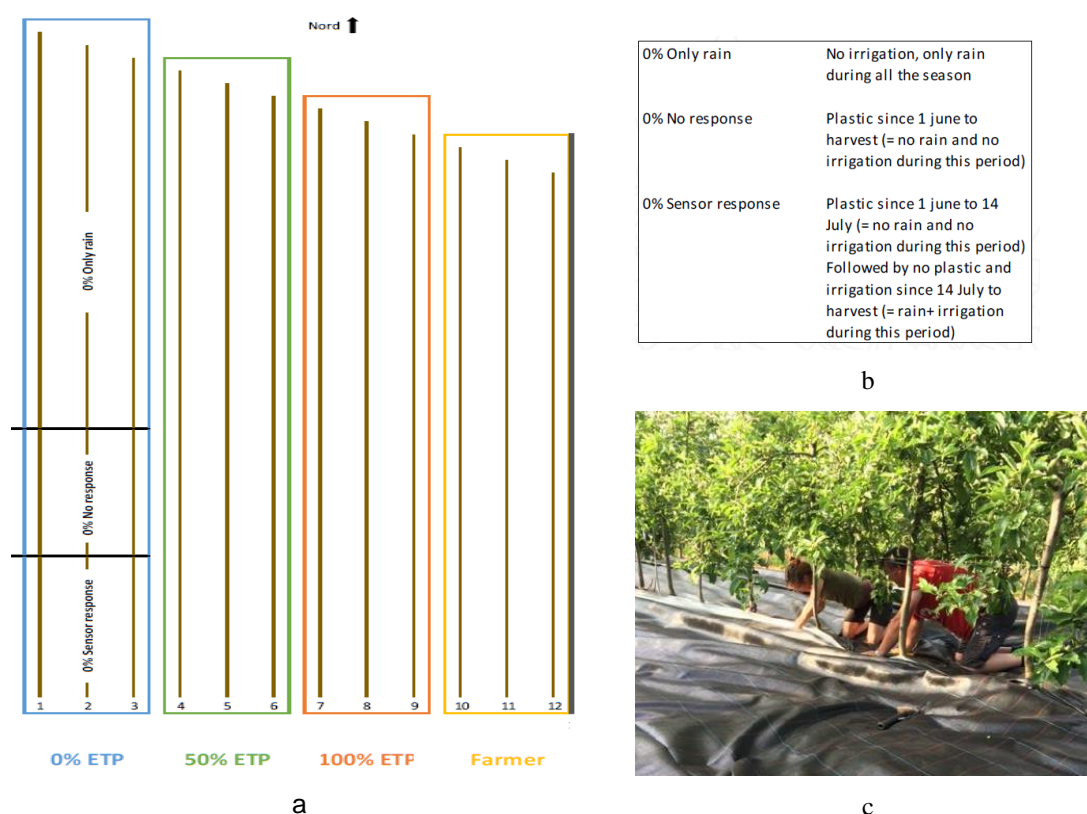 Nord
0% Only rain
0% No response
0% Sensor response
1 2 3 4 5 6 7 8 9 10 11 12
0% ETP 50% ETP 100% ETP Farmer
a
0% Only rain No irrigation, only rain
during all the season
0% No response Plastic since 1 june to
harvest (= no rain and no
irrigation during this period)
0% Sensor response Plastic since 1 june to 14
July (= no rain and no
irrigation during this period)
Followed by no plastic and
irrigation since 14 July to
harvest (= rain+ irrigation
during this period)
b
c